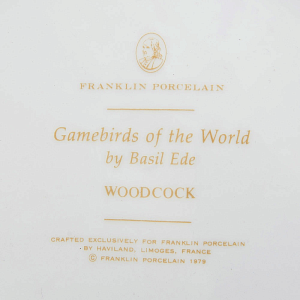 FRANKLIN PORCELAIN
Gamebirds of the World
by Basil Ede
WOODCOCK
CRAFTED EXCLUSIVELY FOR FRANKLIN PORCELAIN
BY HAVILAND, LIMOGES, FRANCE
© FRANKLIN PORCELAIN 1979